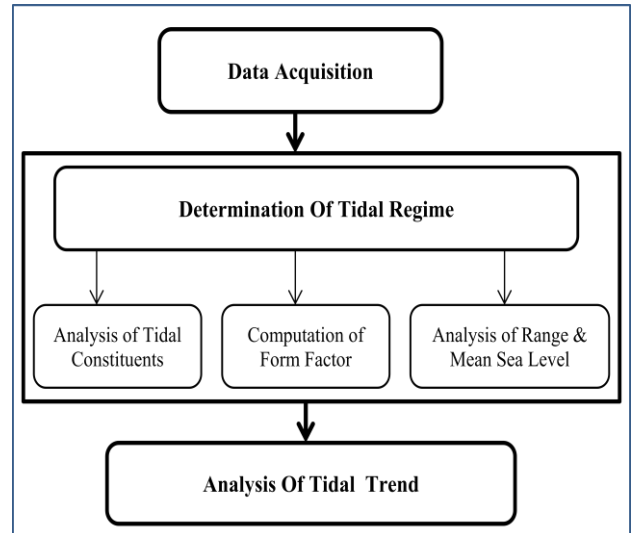 Data Acquisition
Determination Of Tidal Regime
Analysis of Tidal
Constituents
Computation of
Form Factor
Analysis of Range &
Mean Sea Level
Analysis Of Tidal Trend